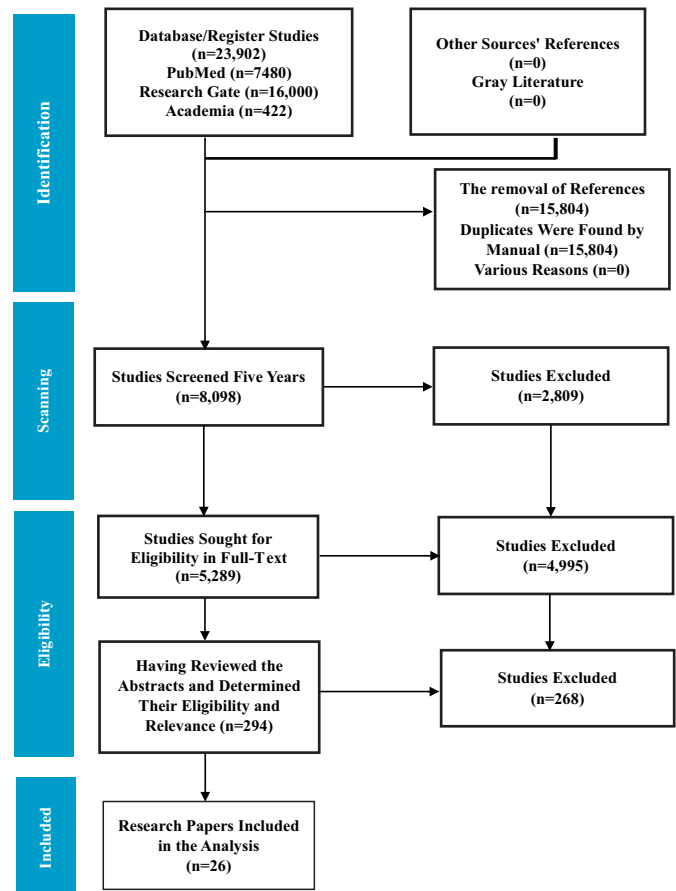 Identification
Database/Register Studies
(n=23,902)
PubMed (n=7480)
Research Gate (n=16,000)
Academia (n=422)
Other Sources' References
(n=0)
Gray Literature
(n=0)
The removal of References
(n=15,804)
Duplicates Were Found by
Manual (n=15,804)
Various Reasons (n=0)
Scanning
Studies Screened Five Years
(n=8,098)
Studies Excluded
(n=2,809)
Eligibility
Studies Sought for
Eligibility in Full-Text
(n=5,289)
Studies Excluded
(n=4,995)
Having Reviewed the
Abstracts and Determined
Their Eligibility and
Relevance (n=294)
Studies Excluded
(n=268)
Included
Research Papers Included
in the Analysis
(n=26)